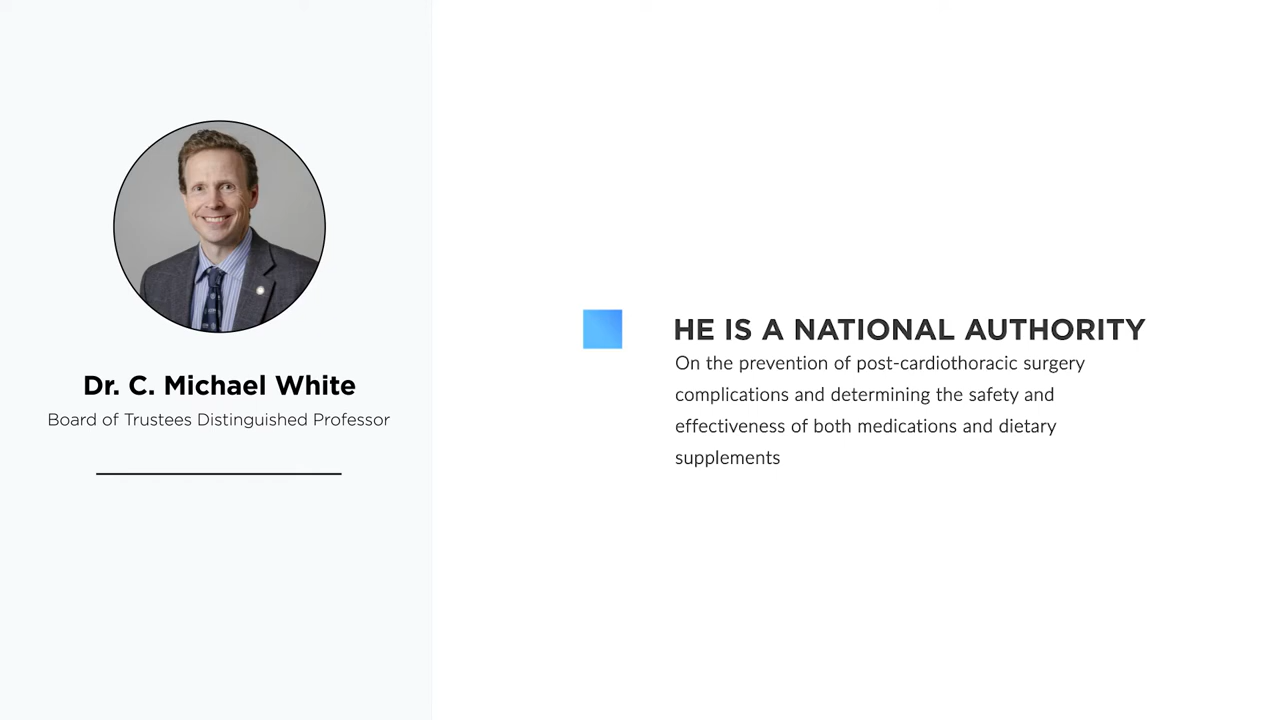 Dr. C. Michael White
Board of Trustees Distinguished Professor
HE IS A NATIONAL AUTHORITY
On the prevention of post-cardiothoracic surgery
complications and determining the safety and
effectiveness of both medications and dietary
supplements